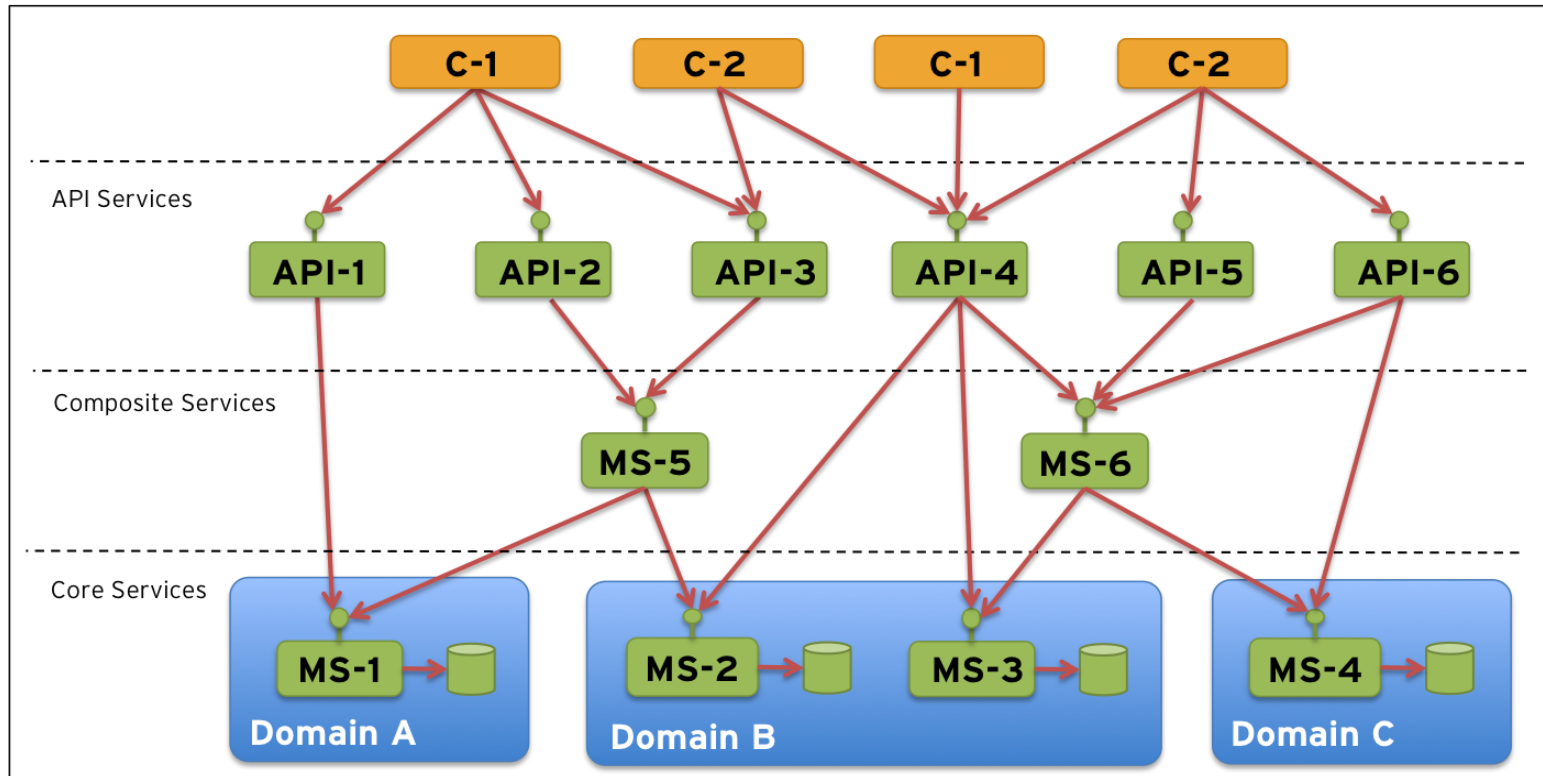 C-1
C-2
C-1
C-2
API Services
API-1
API-2
API-3
API-4
API-5
API-6
Composite Services
MS-5
MS-6
Core Services
MS-1
MS-2
MS-3
MS-4
Domain A
Domain B
Domain C